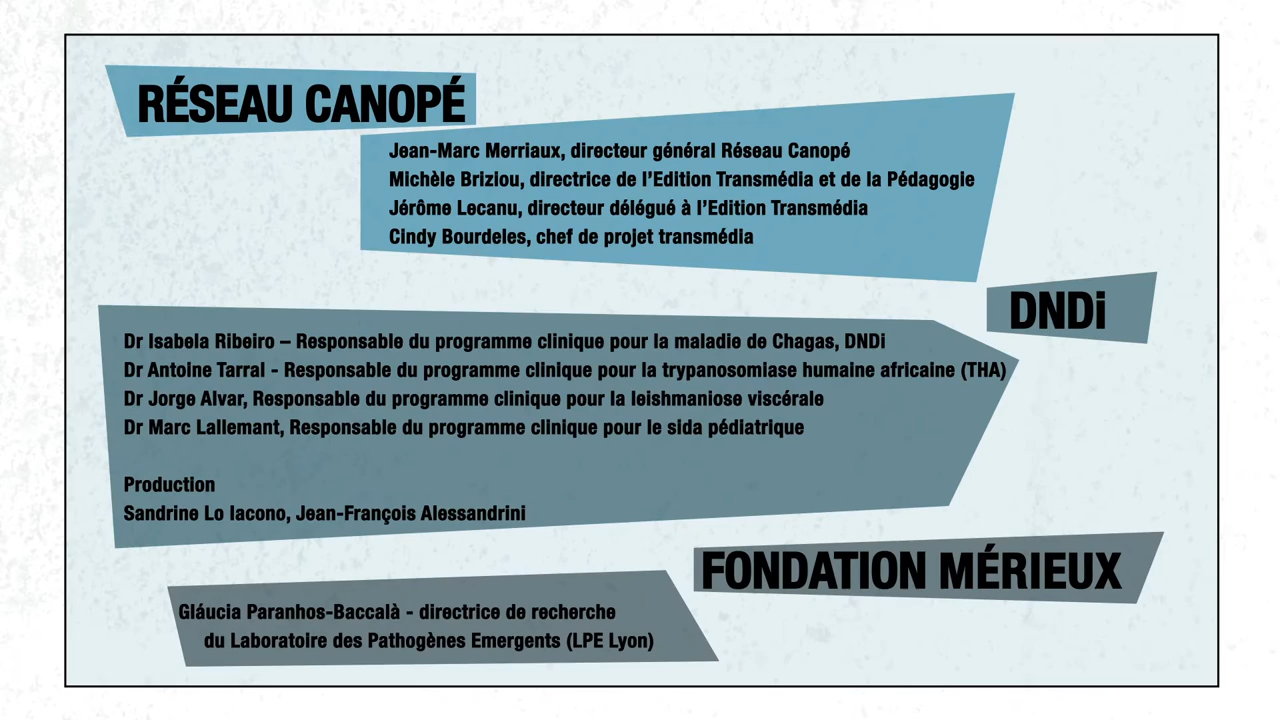 RÉSEAU CANOPÉ
Jean-Marc Merriaux, directeur général Réseau Canopé
Michèle Briziou, directrice de l'Edition Transmédia et de la Pédagogie
Jérôme Lecanu, directeur délégué à l'Edition Transmédia
Cindy Bourdeles, chef de projet transmédia
DNDi
Dr Isabela Ribeiro – Responsable du programme clinique pour la maladie de Chagas, DNDi
Dr Antoine Tarral - Responsable du programme clinique pour la trypanosomiase humaine africaine (THA)
Dr Jorge Alvar, Responsable du programme clinique pour la leishmaniose viscérale
Dr Marc Lallemant, Responsable du programme clinique pour le sida pédiatrique
Production
Sandrine Lo Iacono, Jean-François Alessandrini
FONDATION MÉRIEUX
Gláucia Paranhos-Baccalà - directrice de recherche
du Laboratoire des Pathogènes Emergents (LPE Lyon)